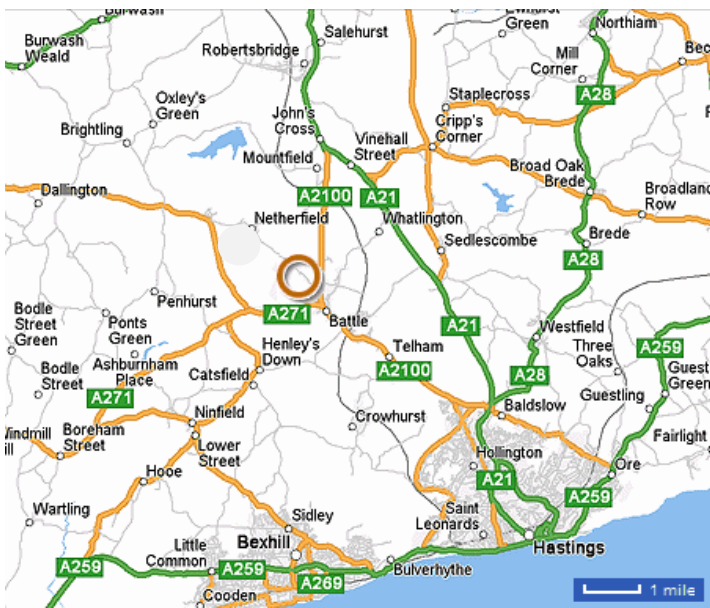 Burwash
Burwash
Weald
Salehurst
Robertsbridge
Green
Northiam
Mill
Corner
Oxley's
Green
Brightling
John's
Cross
Staplecross
A28
Cripp's
Corner
Vinehall
Street
Mountfield
Broad Oak
Brede
Dallington
A2100
A21
Broadland
Row
Netherfield
Whatlington
Sedlescombe
Brede
A28
Penhurst
Bodle
Street
Green
Ponts
Green
A271
Battle
A21
Westfield
Three
Oaks
A259
Henley's
Down
Telham
Ashburnham
Place
Catsfield
A2100
A28
Guest
Green
Bodle
Street
A271
Guestling
Baldslow
Ninfield
Crowhurst
Windmill
ill
Boreham
Street
Lower
Street
Fairlight
Hollington
Ore
Hooe
A21
A259
Wartling
Sidley
Saint
Leonards
Bexhill
Hastings
Little
Common
A259
A259
A269
Bulverhythe
Cooden
1 mile